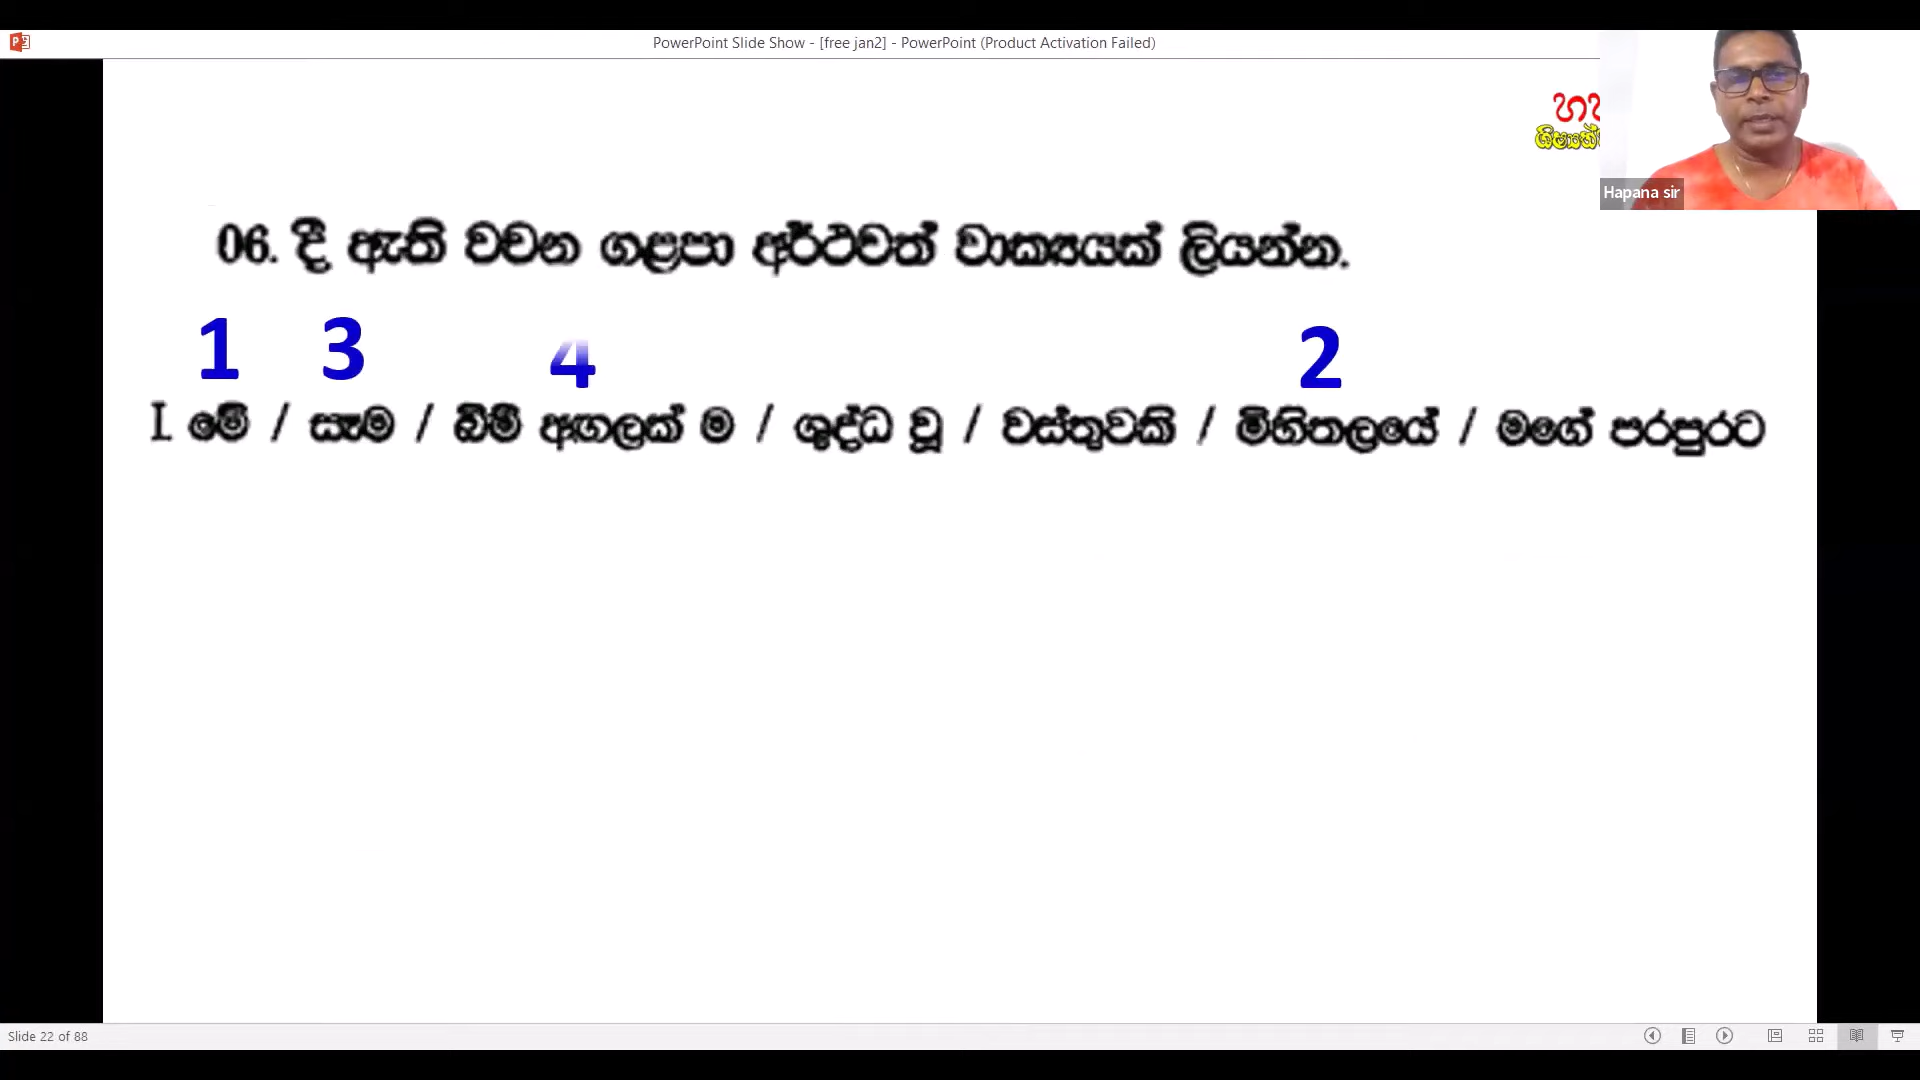 PowerPoint Slide Show - [free jan2] - PowerPoint (Product Activation Failed)
Hapana sir
06. දී ඇති වචන ගළපා අර්ථවත් වාක්‍යයක් ලියන්න.
1 3 4 2
I මේ / සෑම / බිම් අඟලක් ම / ශුද්ධ වූ / වස්තුවකි / මිහිතලයේ / මගේ පරපුරට
Slide 22 of 88